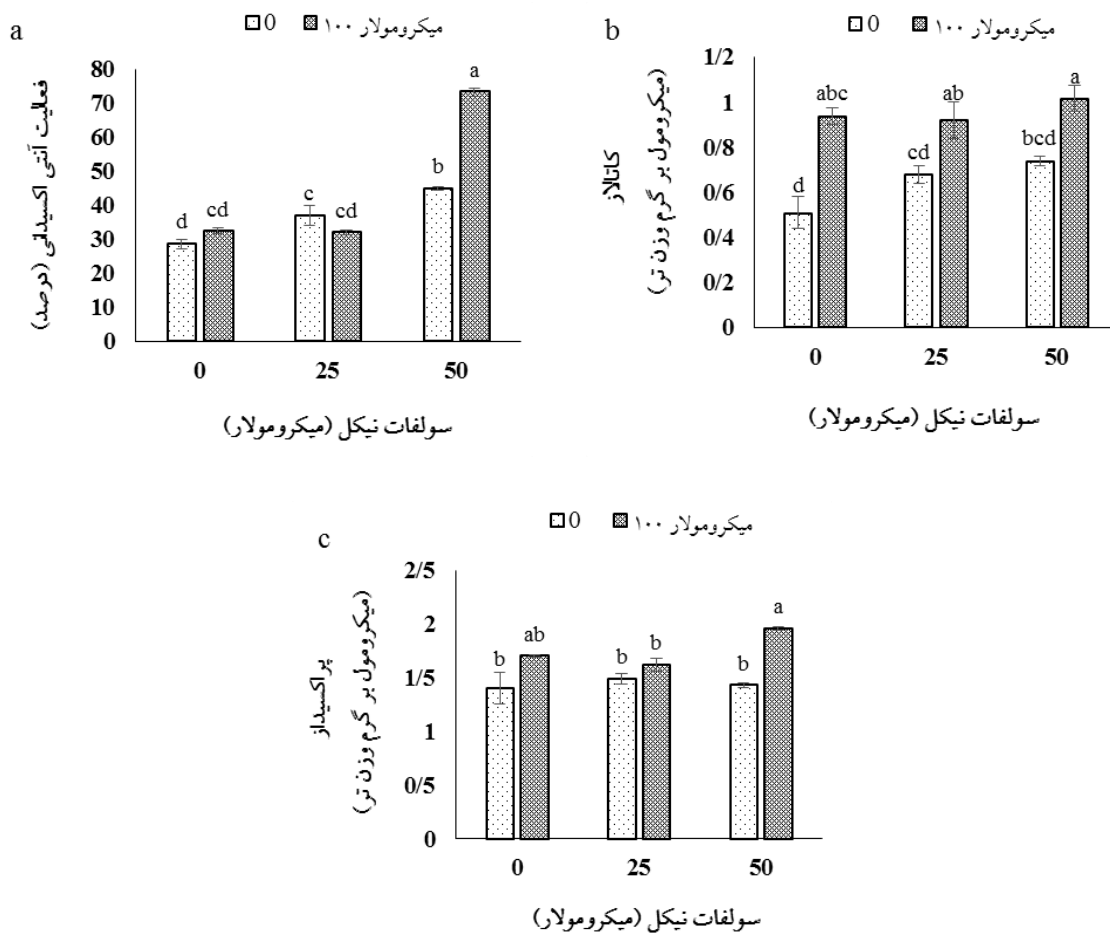 a
0 ۱۰۰ میکرومولار
فعالیت آنتی اکسیدانی (درصد)
80
70
60
50
40
30
20
10
0
d
cd
c
cd
b
a
0 25 50
سولفات نیکل (میکرومولار)
b
0 ۱۰۰ میکرومولار
کاتالاز
(میکرومول بر گرم وزن تر)
1/2
1
0/8
0/6
0/4
0/2
0
d
abc
cd
ab
bcd
a
0 25 50
سولفات نیکل (میکرومولار)
c
0 ۱۰۰ میکرومولار
پراکسیداز
(میکرومول بر گرم وزن تر)
2/5
2
1/5
1
0/5
0
b
ab
b
b
b
a
0 25 50
سولفات نیکل (میکرومولار)